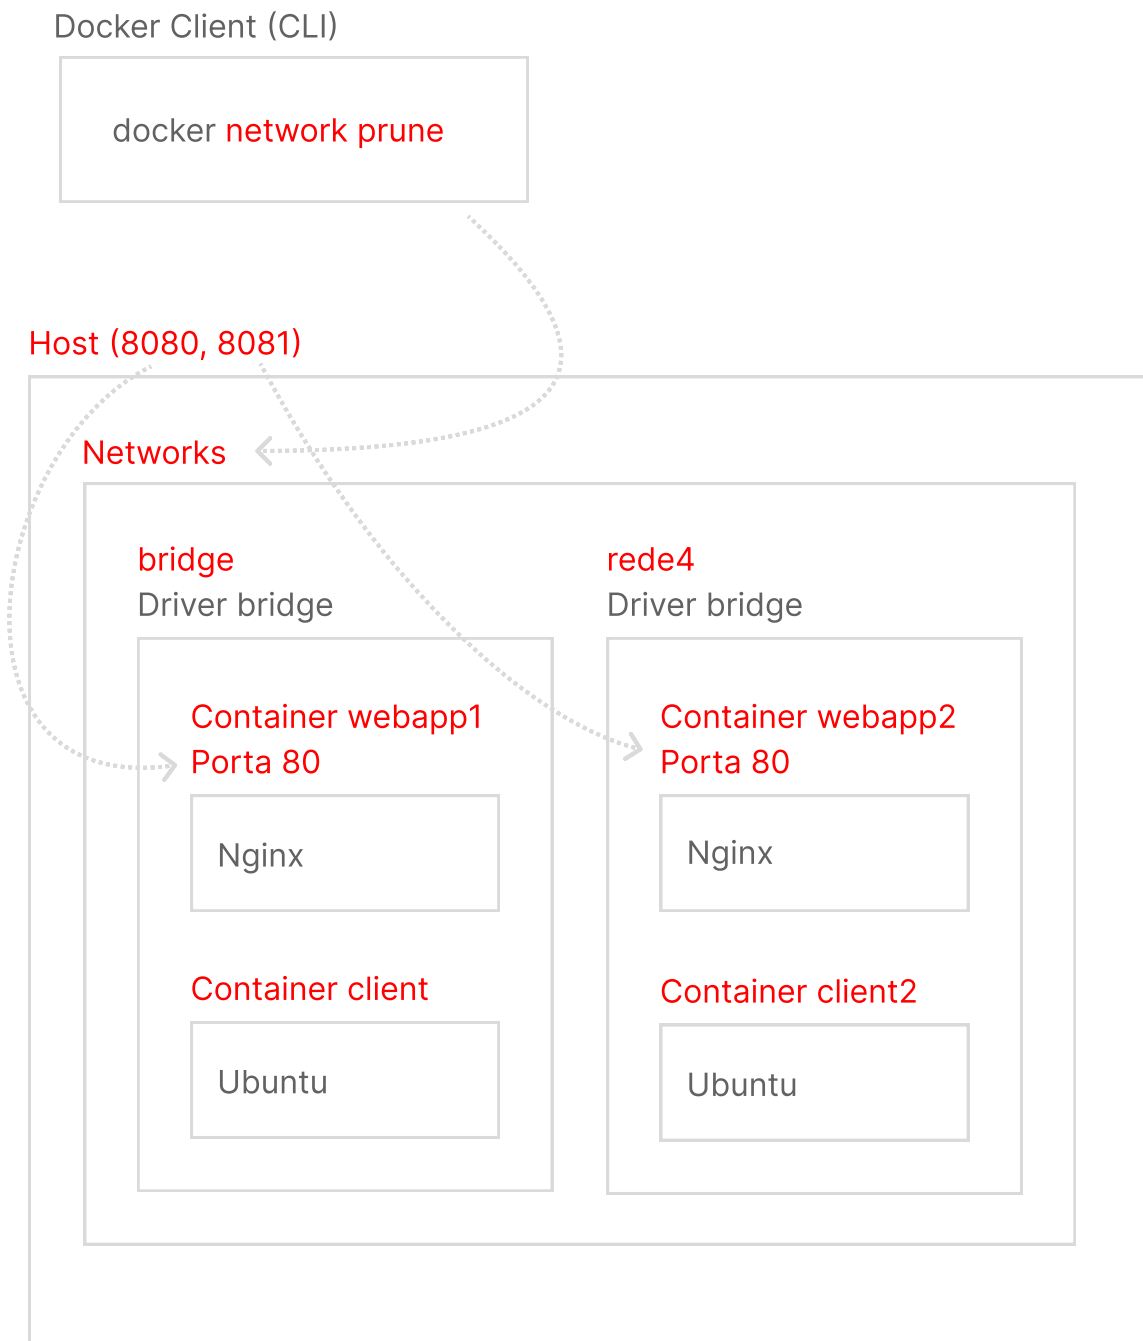 Docker Client (CLI)
docker network prune
Host (8080, 8081)
Networks
bridge
Driver bridge
Container webapp1
Porta 80
Nginx
Container client
Ubuntu
rede4
Driver bridge
Container webapp2
Porta 80
Nginx
Container client2
Ubuntu